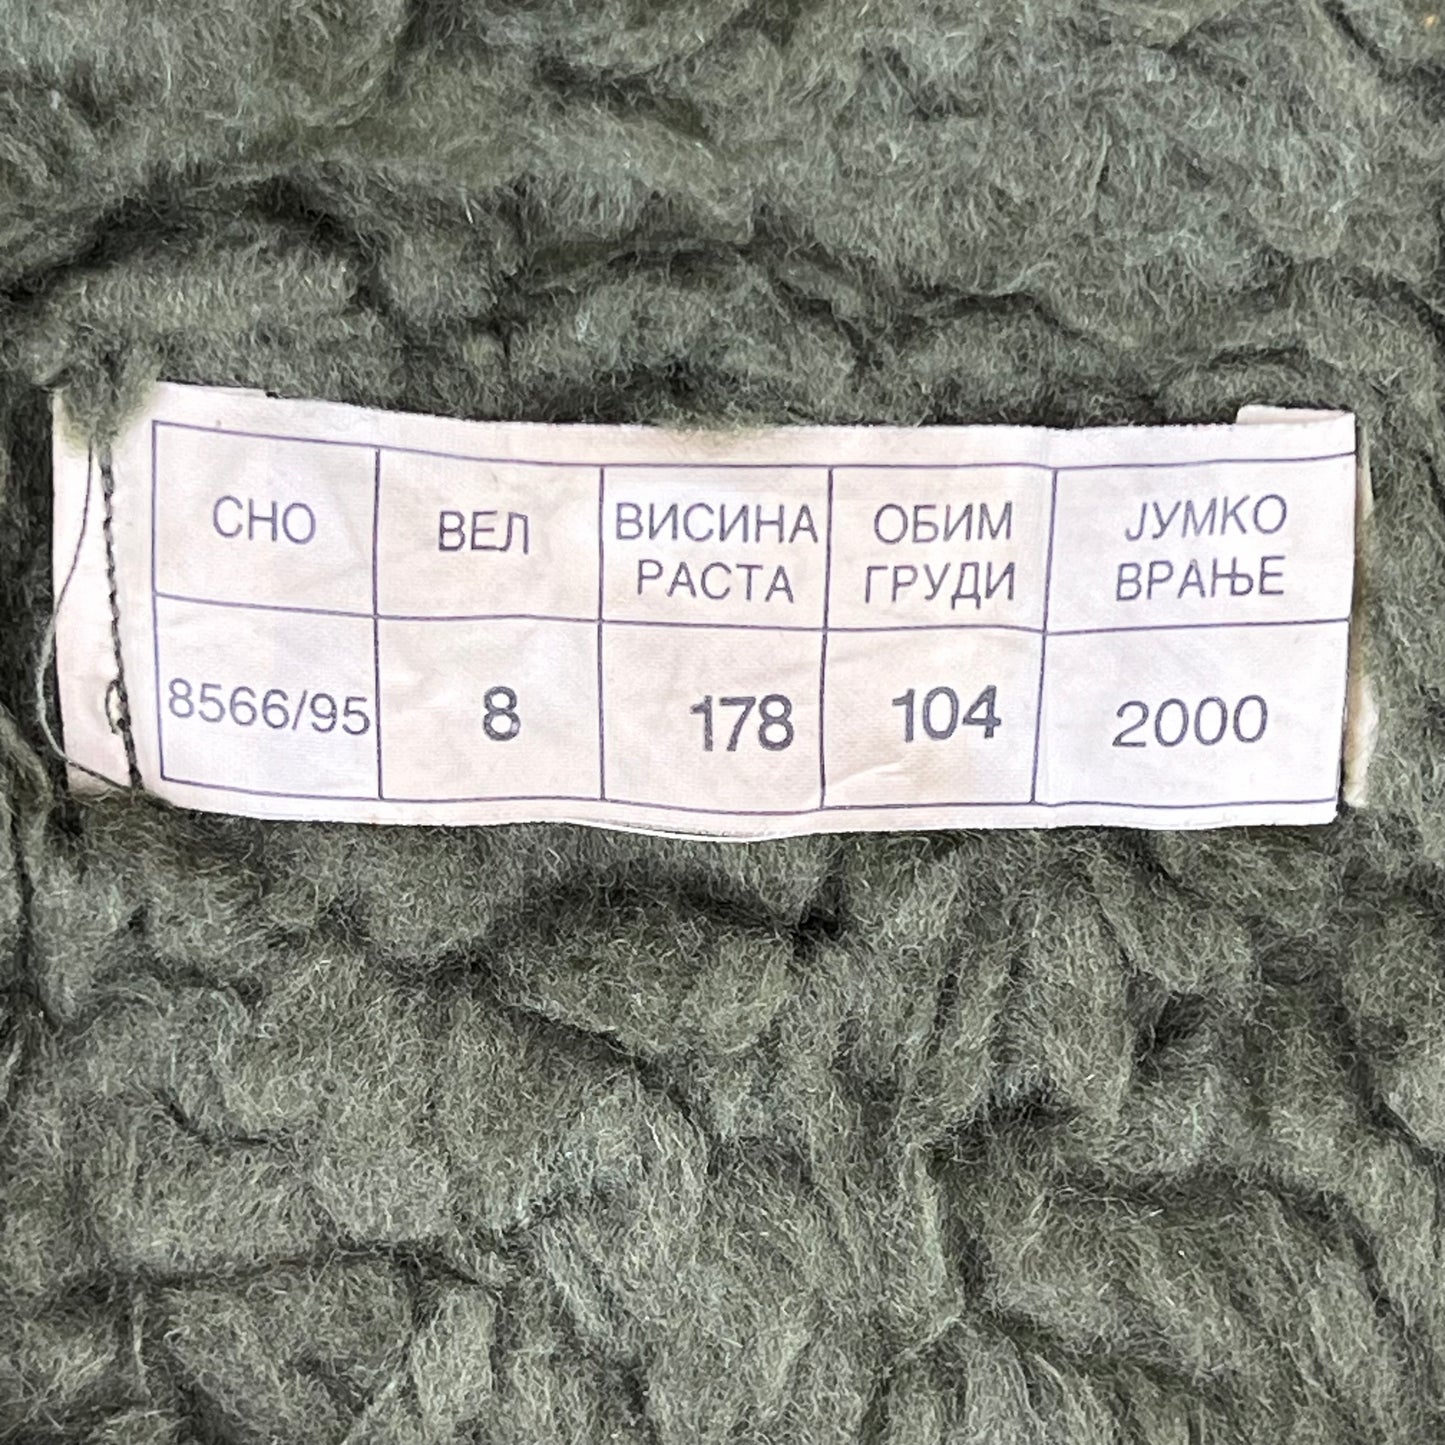 СНО
ВЕЛ
ВИСИНА
РАСТА
ОБИМ
ГРУДИ
ЈУМКО
ВРАЊЕ
8566/95
8
178
104
2000